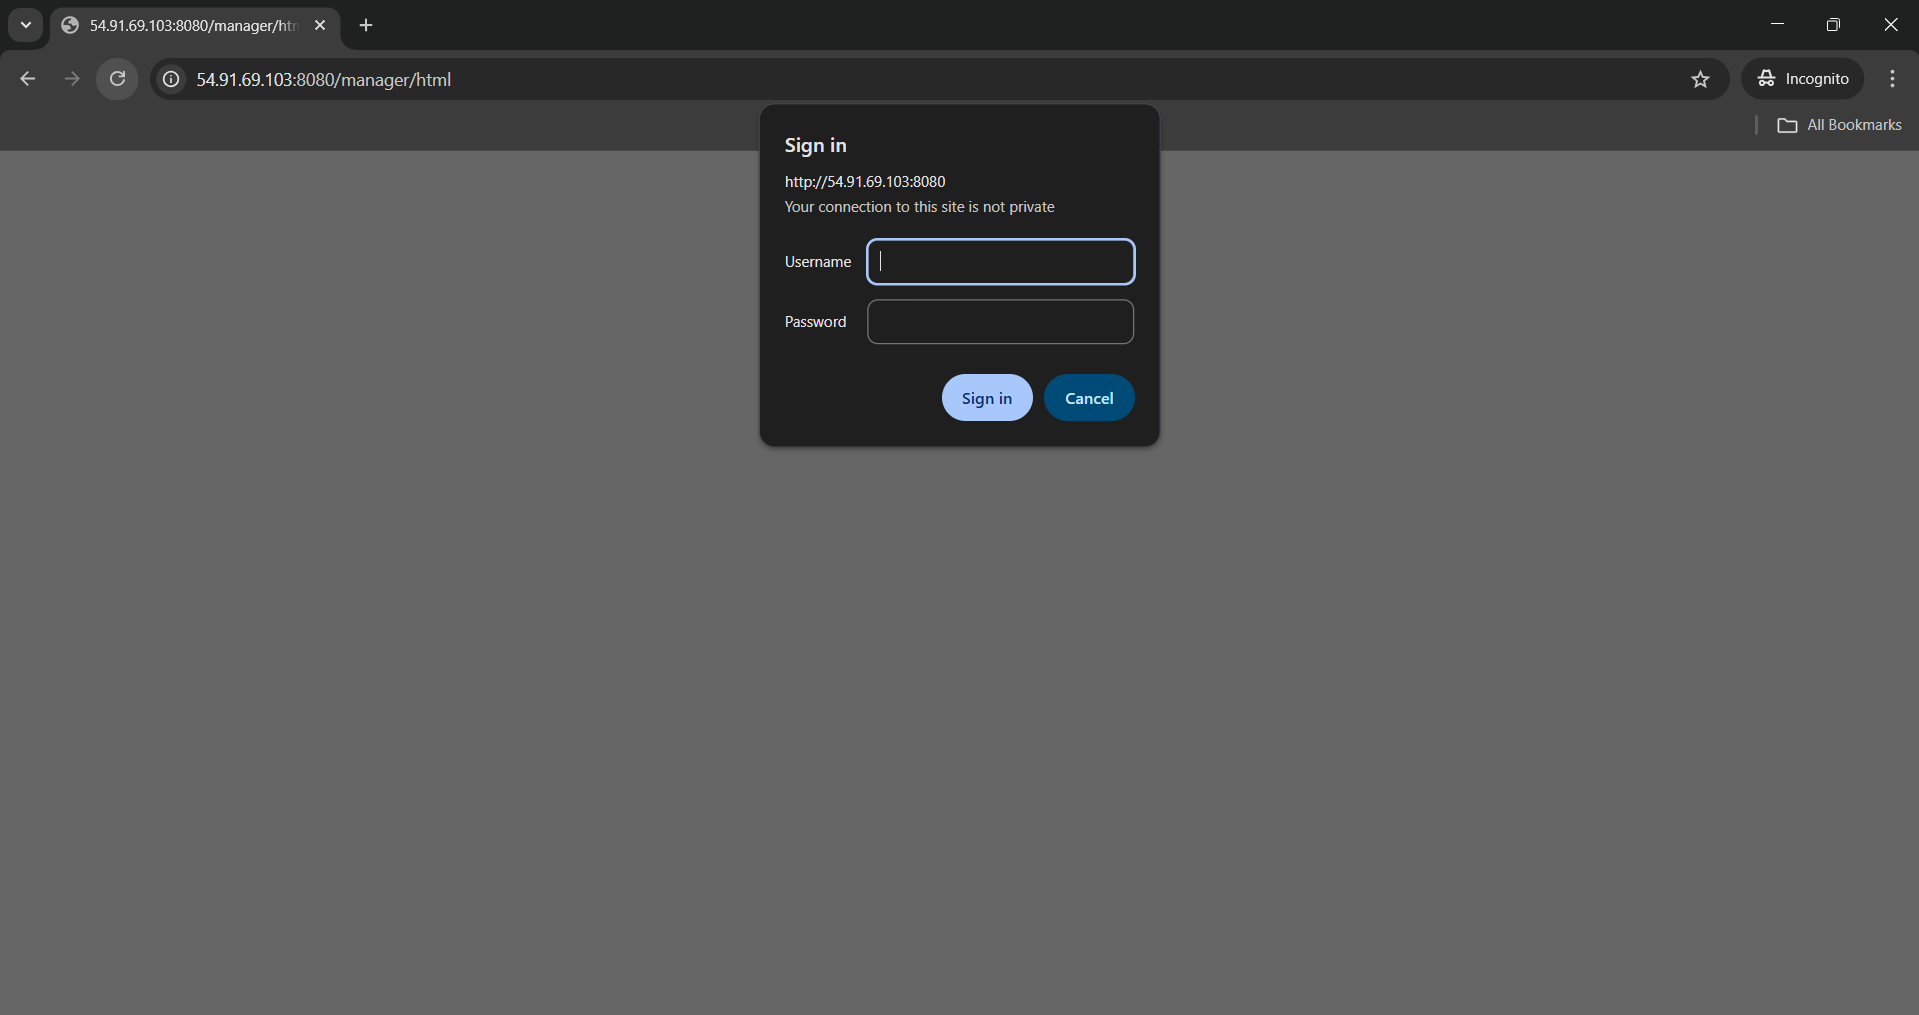 54.91.69.103:8080/manager/htm
54.91.69.103:8080/manager/html
Incognito
All Bookmarks
Sign in
http://54.91.69.103:8080
Your connection to this site is not private
Username
Password
Sign in
Cancel